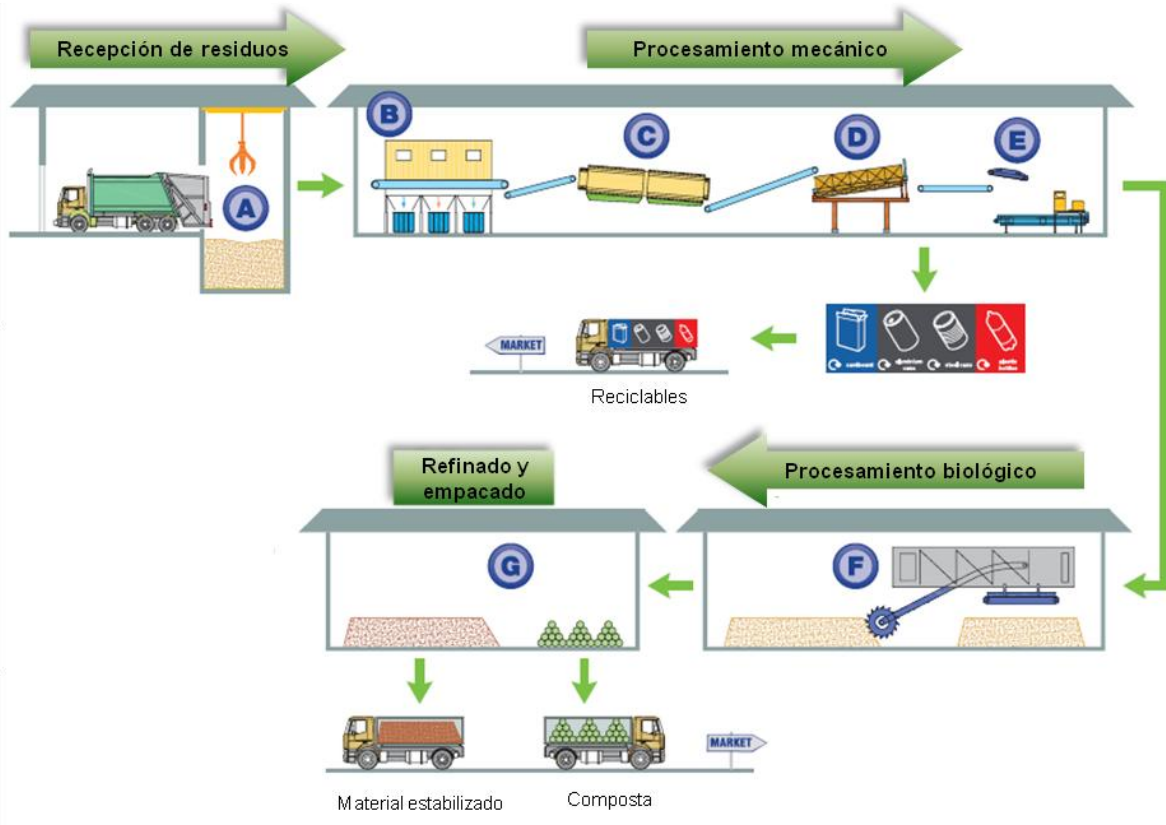 Recepción de residuos
Procesamiento mecánico
A
B
C
D
E
MARKET
Reciclables
Procesamiento biológico
Refinado y
empacado
F
G
MARKET
Material estabilizado
Composta